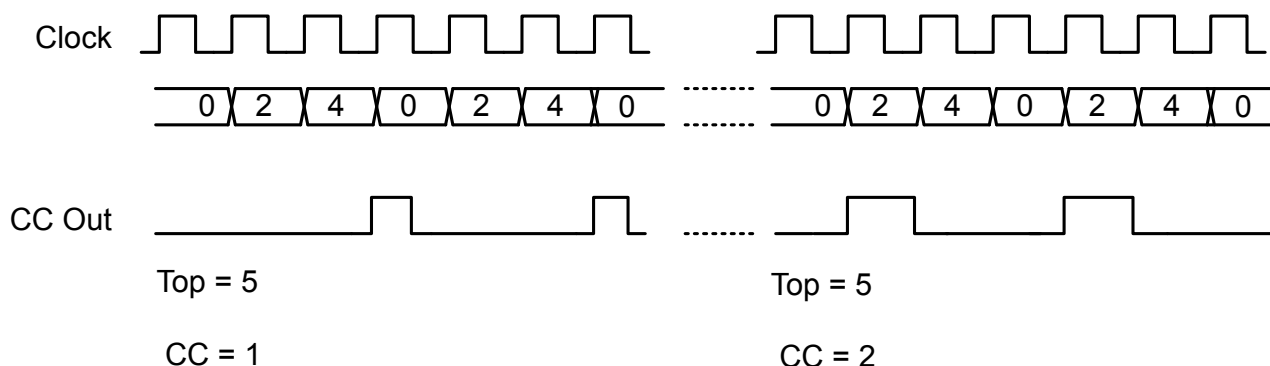 Clock
0 2 4 0 2 4 0 0 2 4 0 2 4 0
CC Out
Top = 5 Top = 5
CC = 1 CC = 2